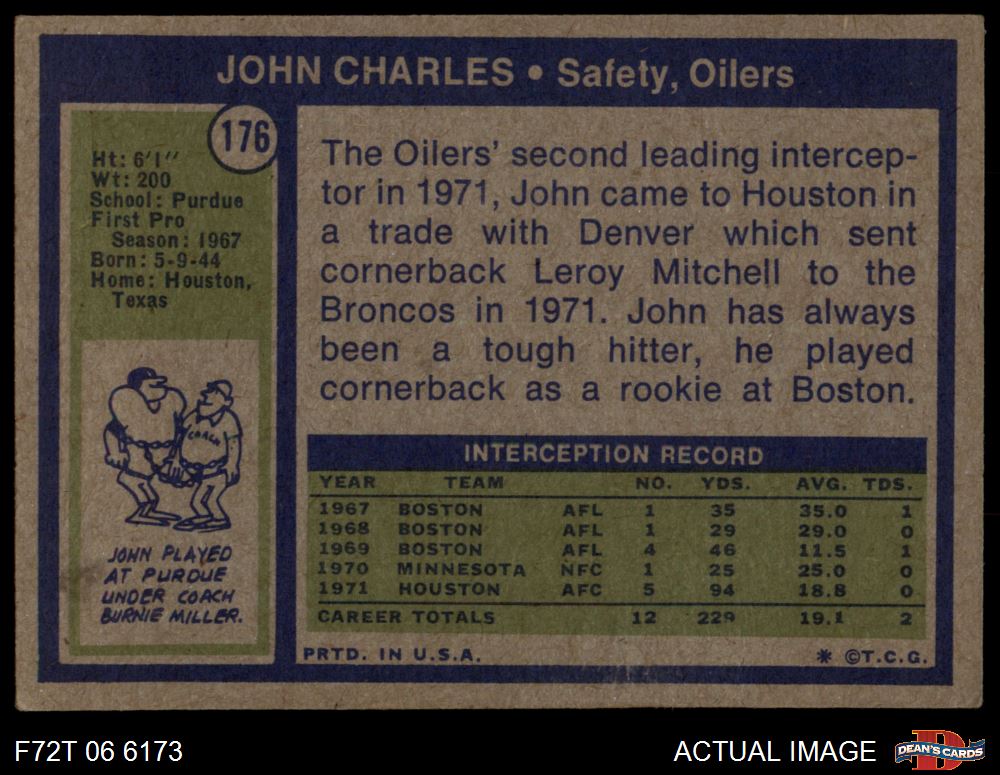 JOHN CHARLES • Safety, Oilers
176
Ht: 6'1"
Wt: 200
School: Purdue
First Pro
Season: 1967
Born: 5-9-44
Home: Houston,
Texas
COACH
JOHN PLAYED
AT PURDUE
UNDER COACH
BURNIE MILLER.
The Oilers' second leading intercep-
tor in 1971, John came to Houston in
a trade with Denver which sent
cornerback Leroy Mitchell to the
Broncos in 1971. John has always
been a tough hitter, he played
cornerback as a rookie at Boston.
INTERCEPTION RECORD
YEAR TEAM NO. YDS. AVG. TDS.
1967 BOSTON AFL 1 35 35.0 1
1968 BOSTON AFL 1 29 29.0 0
1969 BOSTON AFL 4 46 11.5 1
1970 MINNESOTA NFC 1 25 25.0 0
1971 HOUSTON AFC 5 94 18.8 0
CAREER TOTALS 12 229 19.1 2
PRTD. IN U.S.A. * ©T.C.G.
F72T 06 6173
ACTUAL IMAGE
D
DEAN'S CARDS